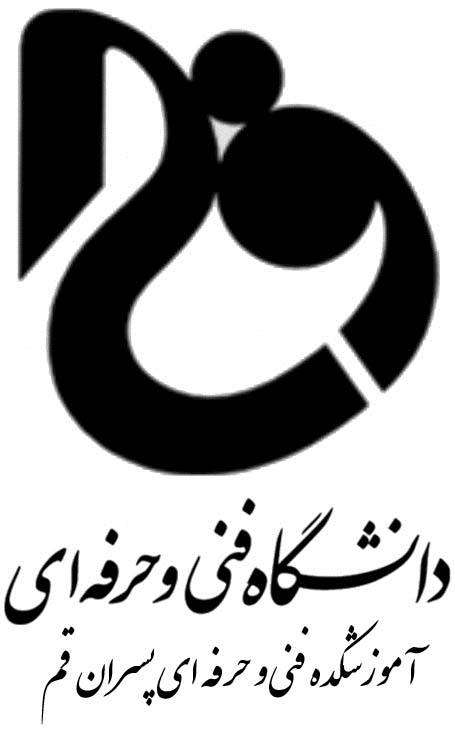 دانشگاه فنی و حرفه ای
آموزشکده فنی و حرفه ای پسران قم